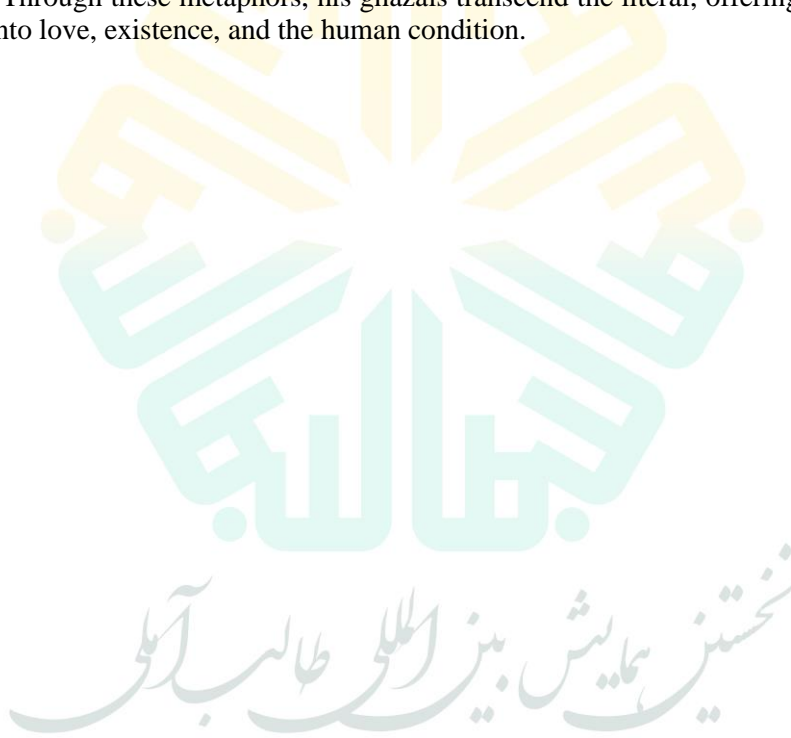 Through these metaphors, his ghazals transcend the literal, offering
nto love, existence, and the human condition.
نخستین همایش بین المللی طالب آملی